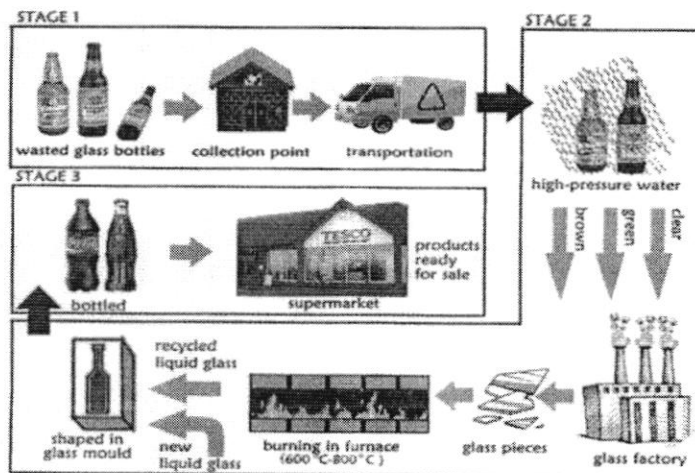 STAGE 1
wasted glass bottles
collection point
transportation
STAGE 2
high-pressure water
brown
green
clear
glass factory
glass pieces
burning in furnace
(600°C-800°C)
recycled
liquid glass
new
liquid glass
shaped in
glass mould
STAGE 3
bottled
TESCO
supermarket
products
ready
for sale